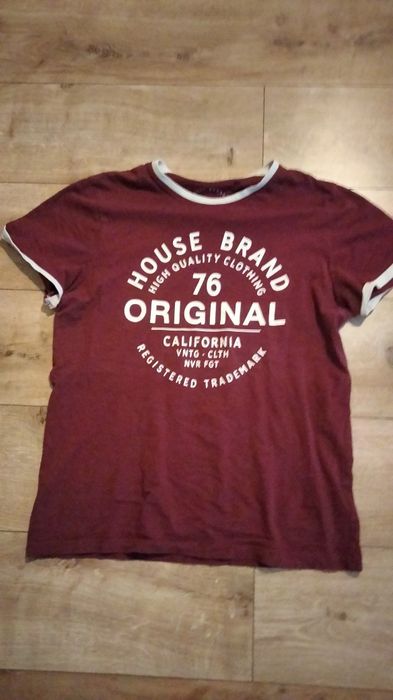 HOUSE BRAND
HIGH QUALITY CLOTHING
76
ORIGINAL
CALIFORNIA
VNTG · CLTH
NVR FGT
REGISTERED TRADEMARK